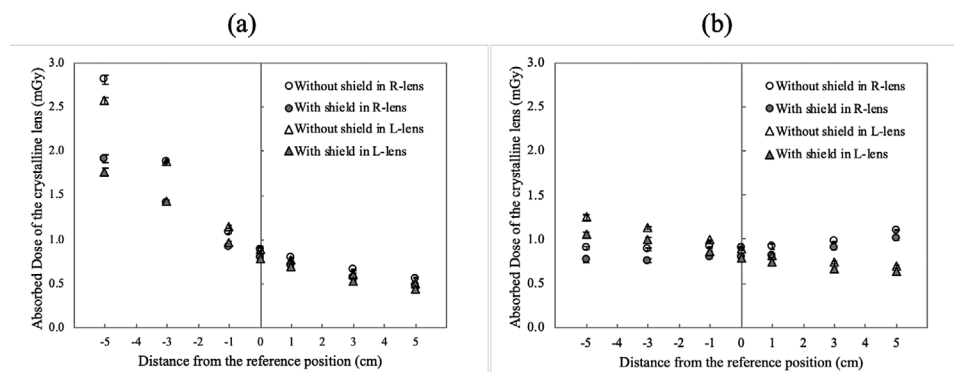 (a)
Absorbed Dose of the crystalline lens (mGy)
3.0
2.5
2.0
1.5
1.0
0.5
0.0
Without shield in R-lens
With shield in R-lens
Without shield in L-lens
With shield in L-lens
-5 -4 -3 -2 -1 0 1 2 3 4 5
Distance from the reference position (cm)
(b)
Absorbed Dose of the crystalline lens (mGy)
3.0
2.5
2.0
1.5
1.0
0.5
0.0
Without shield in R-lens
With shield in R-lens
Without shield in L-lens
With shield in L-lens
-5 -4 -3 -2 -1 0 1 2 3 4 5
Distance from the reference position (cm)